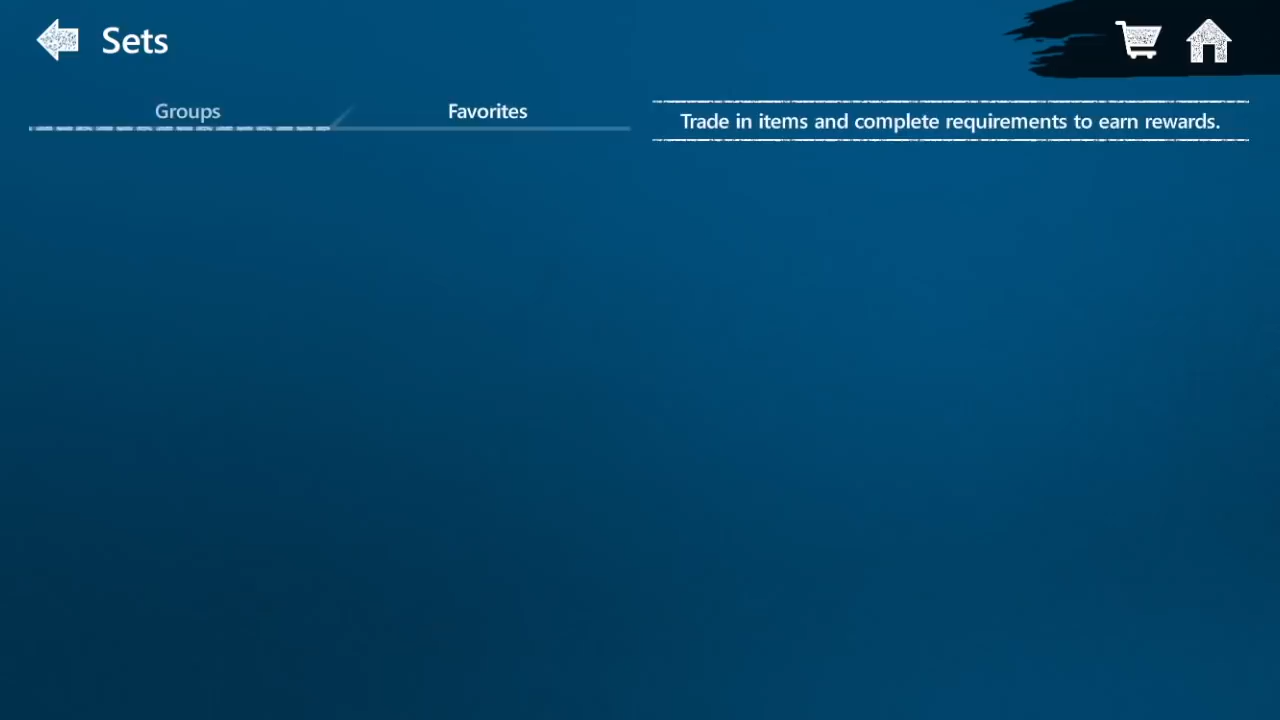 Sets
Groups
Favorites
Trade in items and complete requirements to earn rewards.